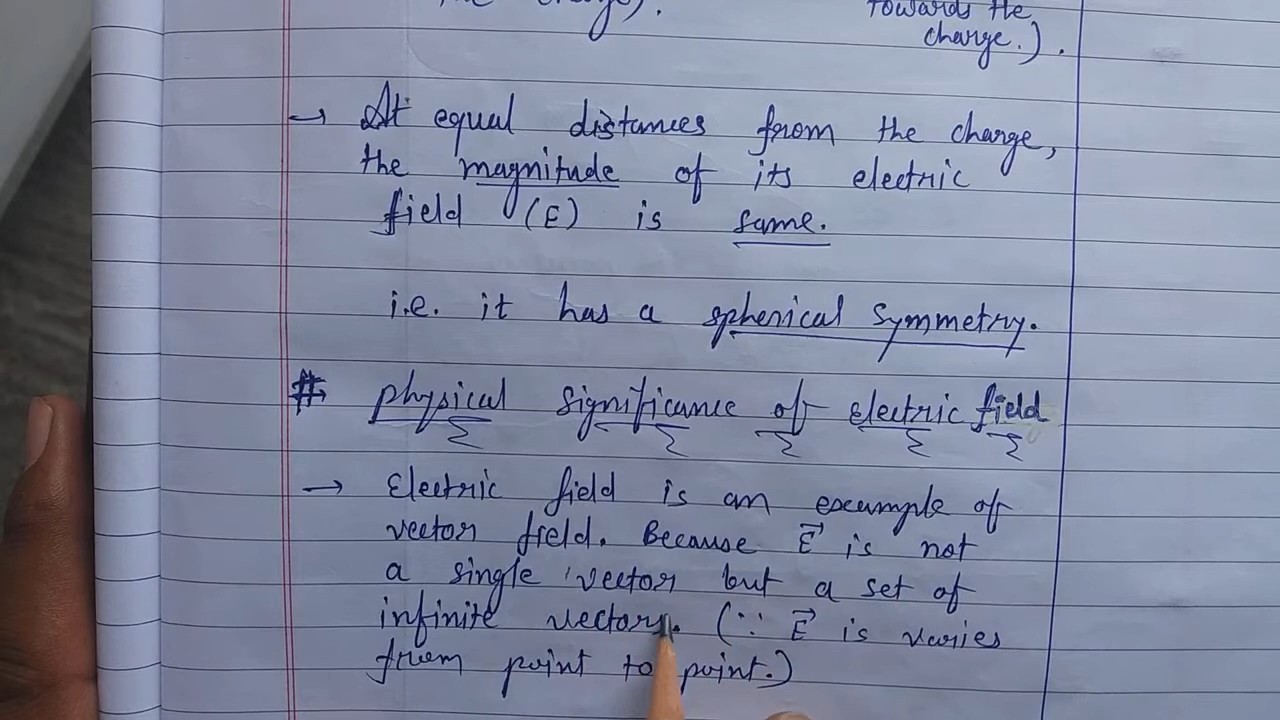 the charge).
towards the
charge.).
→ At equal distances from the charge,
the magnitude of its electric
field (E) is same.
i.e. it has a spherical symmetry.
# Physical significance of electric field
→ Electric field is an example of
vector field. Because E⃗ is not
a single vector but a set of
infinite vectors. (∵ E⃗ is varies
from point to point.)